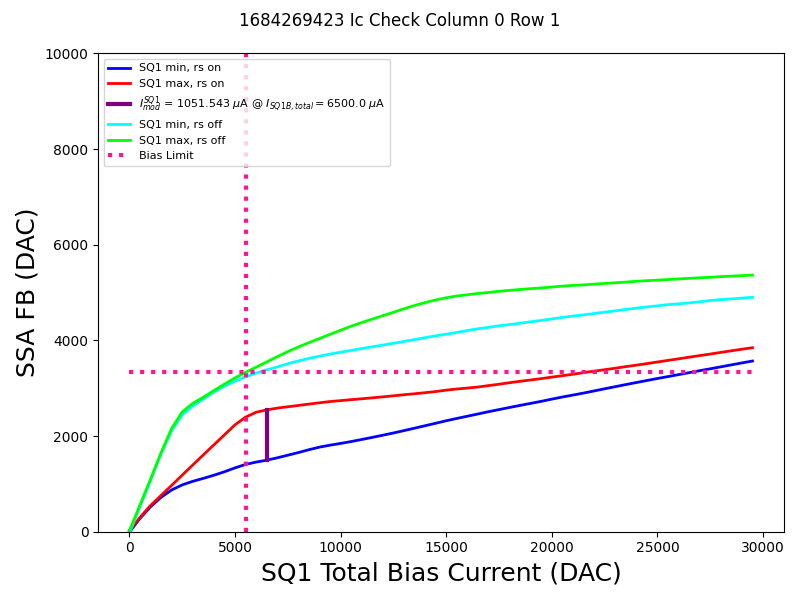 1684269423 Ic Check Column 0 Row 1
10000
8000
6000
4000
2000
0
SSA FB (DAC)
SQ1 min, rs on
SQ1 max, rs on
I_{mod}^{SQ1} = 1051.543 μA @ I_{SQ1B,total} = 6500.0 μA
SQ1 min, rs off
SQ1 max, rs off
Bias Limit
0 5000 10000 15000 20000 25000 30000
SQ1 Total Bias Current (DAC)